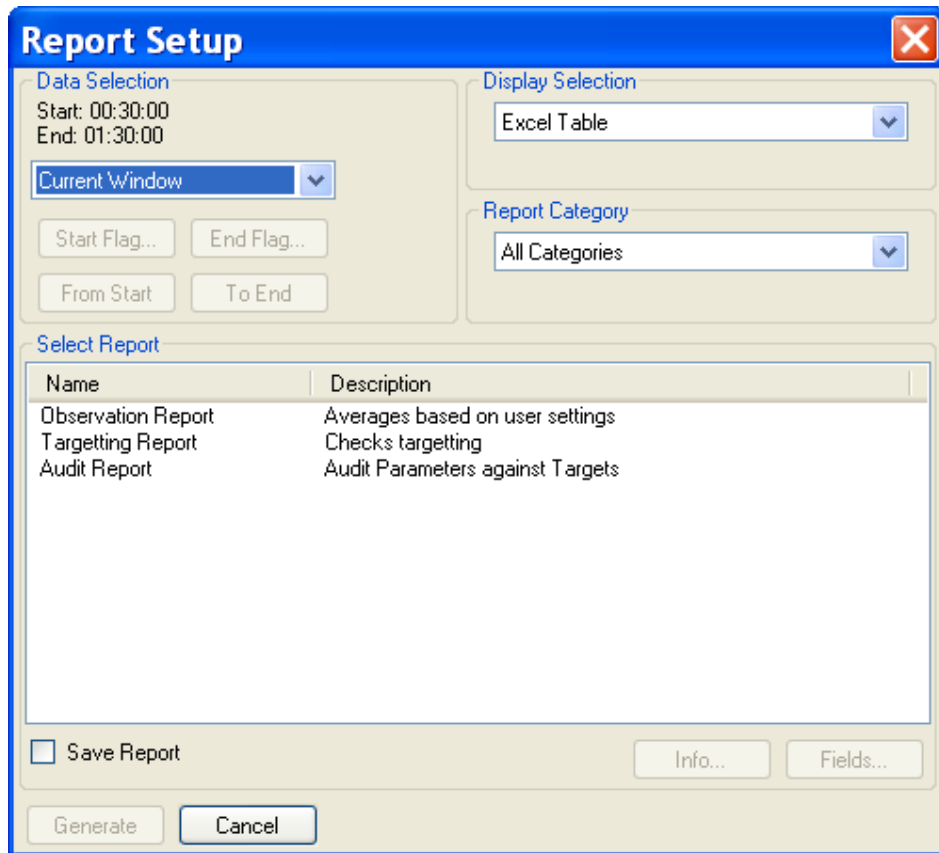 Report Setup
Data Selection
Start: 00:30:00
End: 01:30:00
Current Window
Start Flag...
End Flag...
From Start
To End
Display Selection
Excel Table
Report Category
All Categories
Select Report
Name Description
Observation Report Averages based on user settings
Targetting Report Checks targetting
Audit Report Audit Parameters against Targets
Save Report
Info...
Fields...
Generate
Cancel